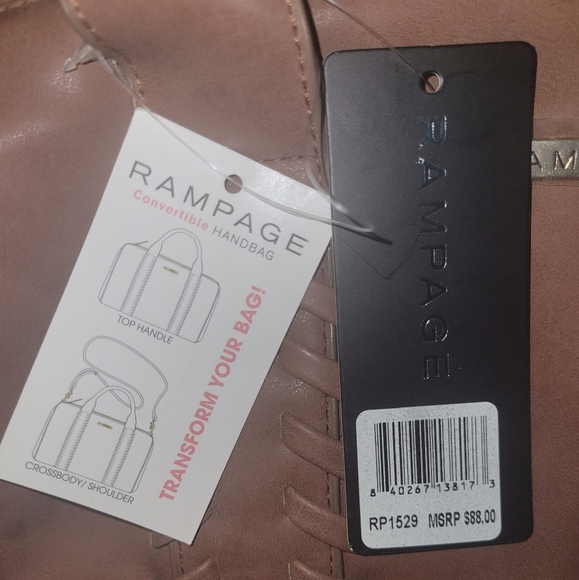 RAMPAGE
Convertible HANDBAG
TOP HANDLE
CROSSBODY/ SHOULDER
TRANSFORM YOUR BAG!
RAMPAGE
8 40267 13817 3
RP1529 MSRP $88.00
AM